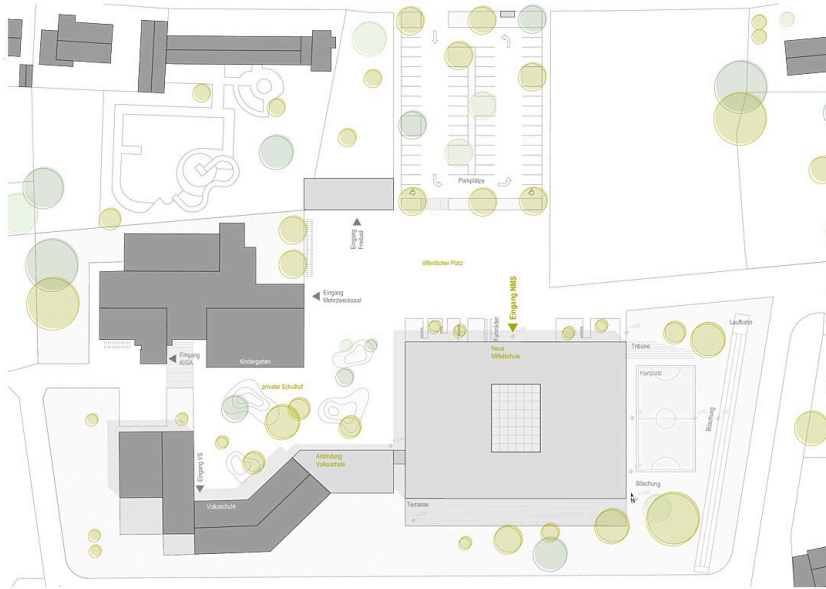 Parkplätze
Eingang
Freibad
öffentlicher Platz
Eingang
Mehrzwecksaal
Fahrräder
Eingang NMS
Laufbahn
Tribüne
Neue
Mittelschule
Eingang
KIGA
Kindergarten
Hartplatz
privater Schulhof
Böschung
Anbindung
Volksschule
Eingang VS
Böschung
Volksschule
Terrasse